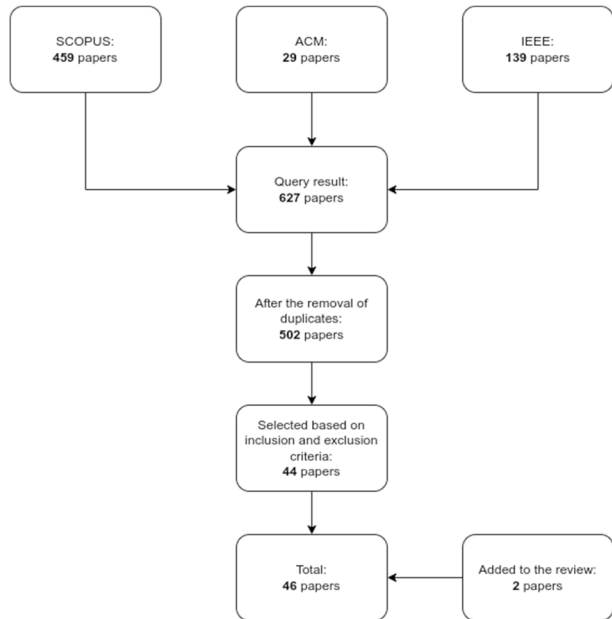 SCOPUS:
459 papers
ACM:
29 papers
IEEE:
139 papers
Query result:
627 papers
After the removal of
duplicates:
502 papers
Selected based on
inclusion and exclusion
criteria:
44 papers
Total:
46 papers
Added to the review:
2 papers